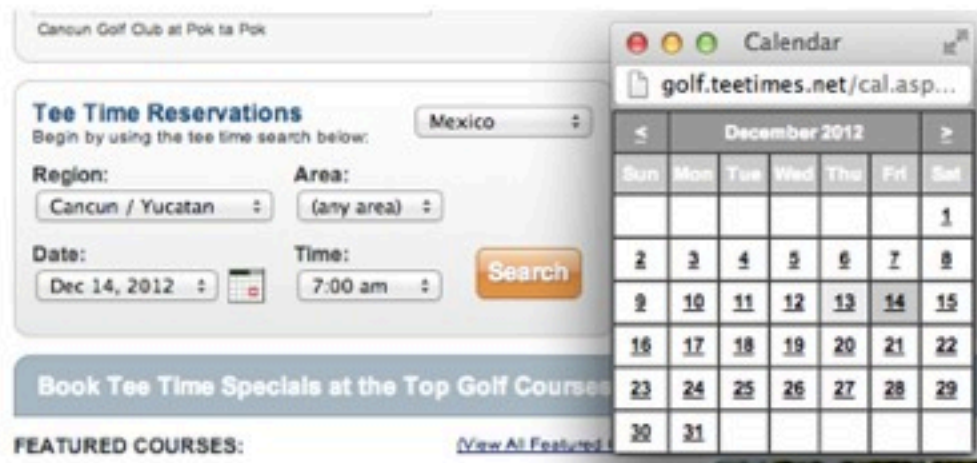 Cancun Golf Club at Pok ta Pok
Tee Time Reservations
Mexico
Begin by using the tee time search below:
Region:
Area:
Cancun / Yucatan
(any area)
Date:
Time:
Dec 14, 2012
7:00 am
Search
Book Tee Time Specials at the Top Golf Courses
FEATURED COURSES:
(View All Featured
Calendar
golf.teetimes.net/cal.asp...
< December 2012 >
Sun Mon Tue Wed Thu Fri Sat
1
2 3 4 5 6 7 8
9 10 11 12 13 14 15
16 17 18 19 20 21 22
23 24 25 26 27 28 29
30 31